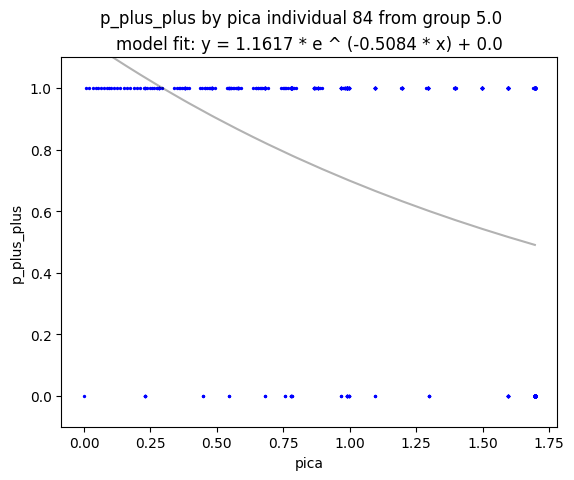 p_plus_plus by pica individual 84 from group 5.0
model fit: y = 1.1617 * e ^ (-0.5084 * x) + 0.0
1.0
0.8
0.6
0.4
0.2
0.0
p_plus_plus
0.00 0.25 0.50 0.75 1.00 1.25 1.50 1.75
pica